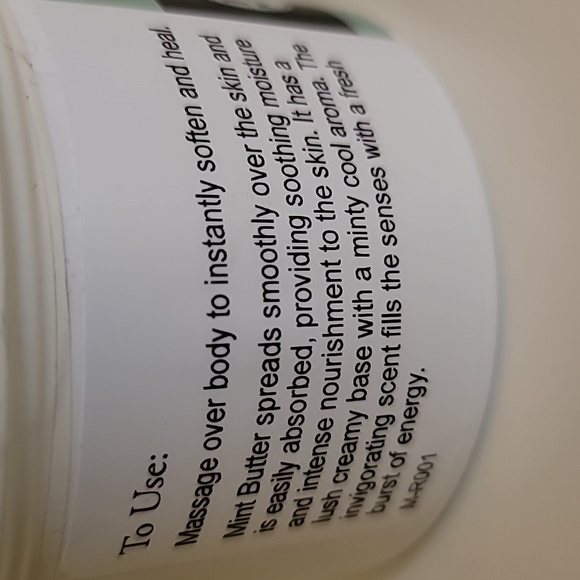 To Use:
Massage over body to instantly soften and heal.
Mint Butter spreads smoothly over the skin and
is easily absorbed, providing soothing moisture
and intense nourishment to the skin. It has a
lush creamy base with a minty cool aroma. The
invigorating scent fills the senses with a fresh
burst of energy.
M-R001